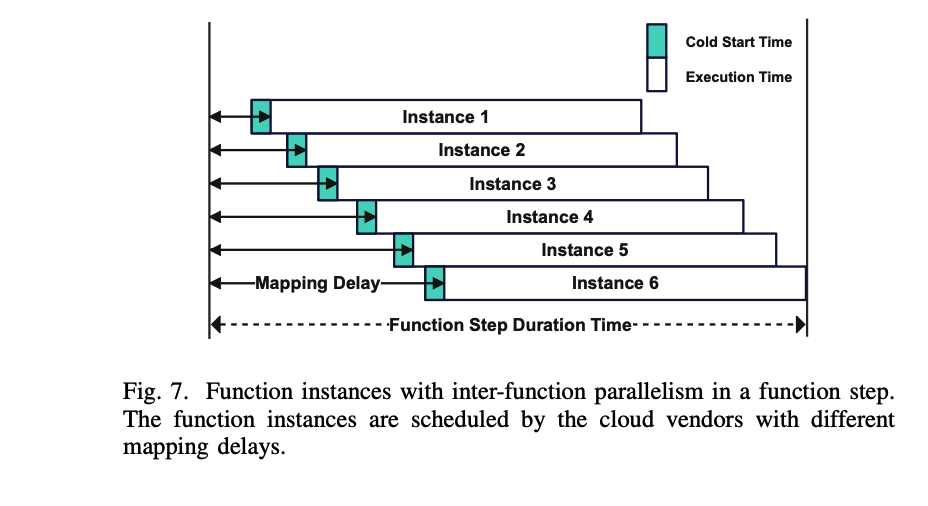 Cold Start Time
Execution Time
Instance 1
Instance 2
Instance 3
Instance 4
Instance 5
Mapping Delay
Instance 6
Function Step Duration Time
Fig. 7. Function instances with inter-function parallelism in a function step.
The function instances are scheduled by the cloud vendors with different
mapping delays.